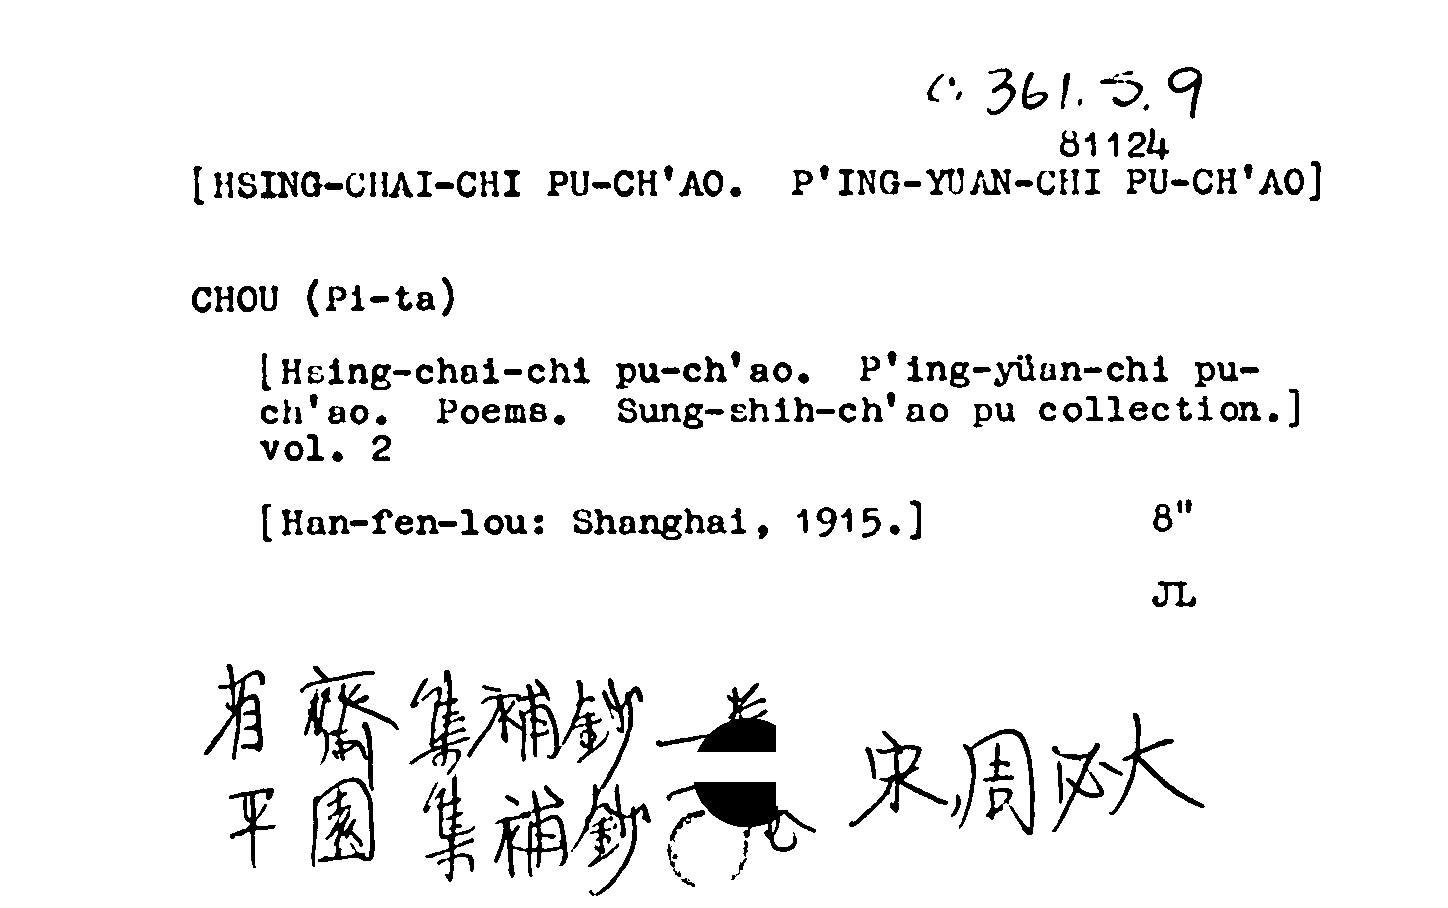 C. 361. 5. 9
81124
[HSING-CHAI-CHI PU-CH'AO. P'ING-YUAN-CHI PU-CH'AO]
CHOU (Pi-ta)
[Hsing-chai-chi pu-ch'ao. P'ing-yüan-chi pu-
ch'ao. Poems. Sung-shih-ch'ao pu collection.]
vol. 2
[Han-fen-lou: Shanghai, 1915.] 8"
JL
省齋集補鈔一
平園集補鈔一
宋,周必大